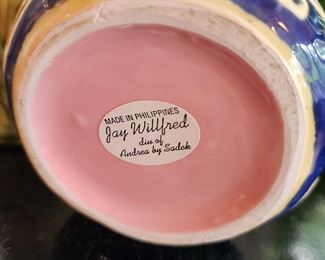 MADE IN PHILIPPINES
Jay Willfred
div of
Andrea by Sadek